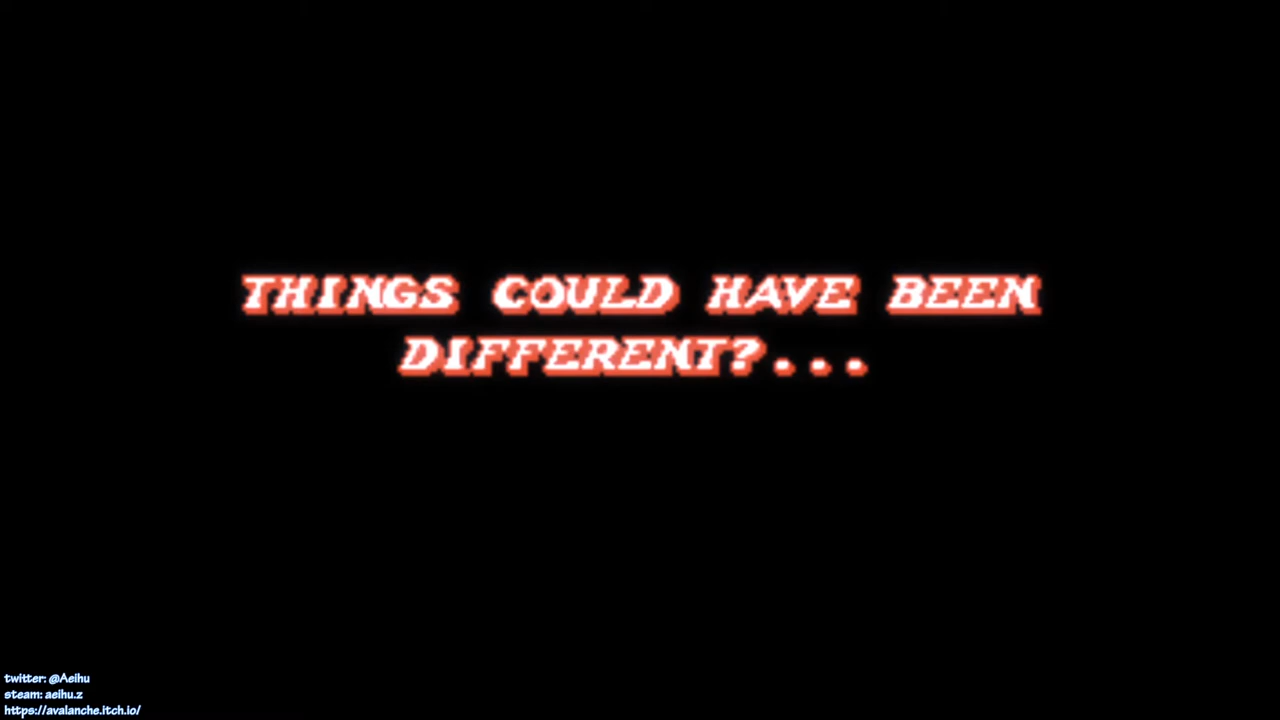 THINGS COULD HAVE BEEN
DIFFERENT?...
twitter: @Aeihu
steam: aeihu.z
https://avalanche.itch.io/